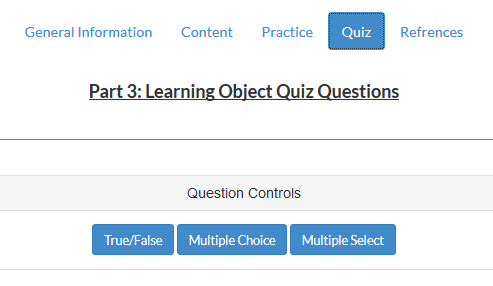 General Information Content Practice Quiz Refrences
Part 3: Learning Object Quiz Questions
Question Controls
True/False Multiple Choice Multiple Select